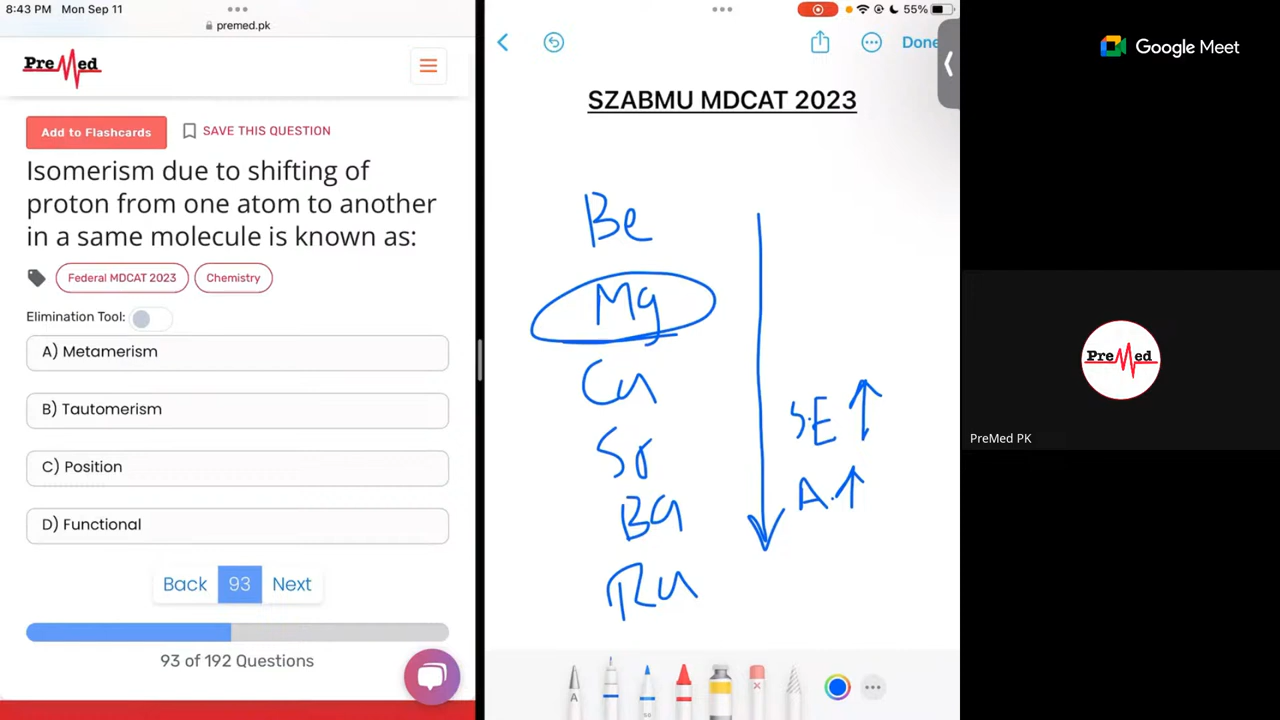 8:43 PM Mon Sep 11
premed.pk
PreMed
Add to Flashcards
SAVE THIS QUESTION
Isomerism due to shifting of
proton from one atom to another
in a same molecule is known as:
Federal MDCAT 2023
Chemistry
Elimination Tool:
A) Metamerism
B) Tautomerism
C) Position
D) Functional
Back 93 Next
93 of 192 Questions
55%
Done
SZABMU MDCAT 2023
Be
Mg
Ca
Sr
Ba
Ra
S.E ↑
A. ↑
A
Google Meet
PreMed
PreMed PK